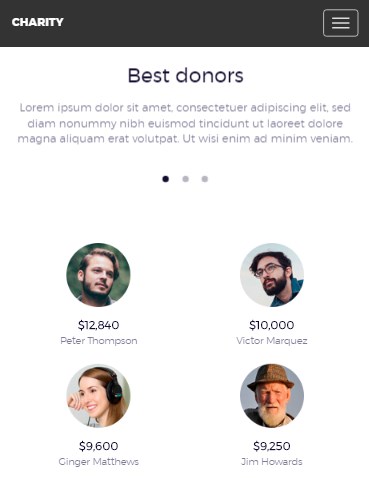 CHARITY
Best donors
Lorem ipsum dolor sit amet, consectetuer adipiscing elit, sed
diam nonummy nibh euismod tincidunt ut laoreet dolore
magna aliquam erat volutpat. Ut wisi enim ad minim veniam.
$12,840
Peter Thompson
$10,000
Victor Marquez
$9,600
Ginger Matthews
$9,250
Jim Howards